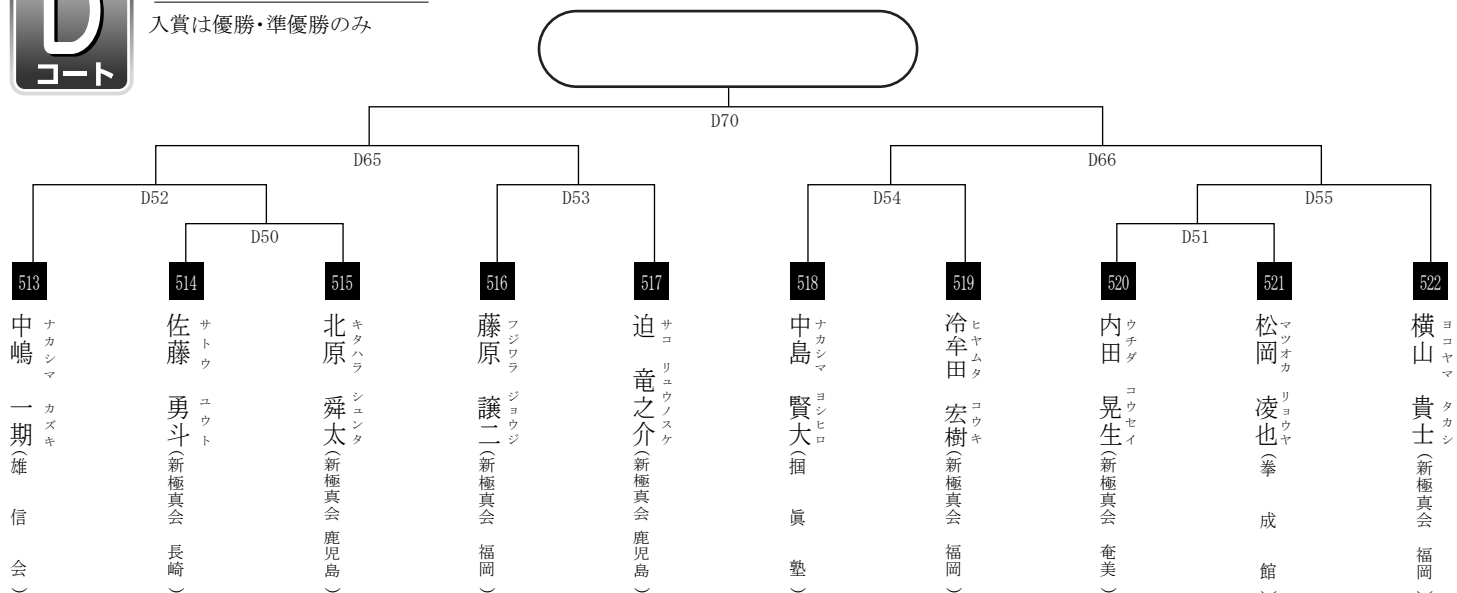 D
コート
入賞は優勝・準優勝のみ
D70
D65
D66
D52
D53
D54
D55
D50
D51
513
514
515
516
517
518
519
520
521
522
中嶋 一期(雄信会)
ナカシマ カズキ
佐藤 勇斗(新極真会 長崎)
サトウ ユウト
北原 舜太(新極真会 鹿児島)
キタハラ シュンタ
藤原 譲二(新極真会 福岡)
フジワラ ジョウジ
迫 竜之介(新極真会 鹿児島)
サコ リュウノスケ
中島 賢大(掴眞塾)
ナカシマ ヨシヒロ
冷牟田 宏樹(新極真会 福岡)
ヒヤムタ コウキ
内田 晃生(新極真会 奄美)
ウチダ コウセイ
松岡 凌也(拳成館)
マツオカ リョウヤ
横山 貴士(新極真会 福岡)
ヨコヤマ タカシ